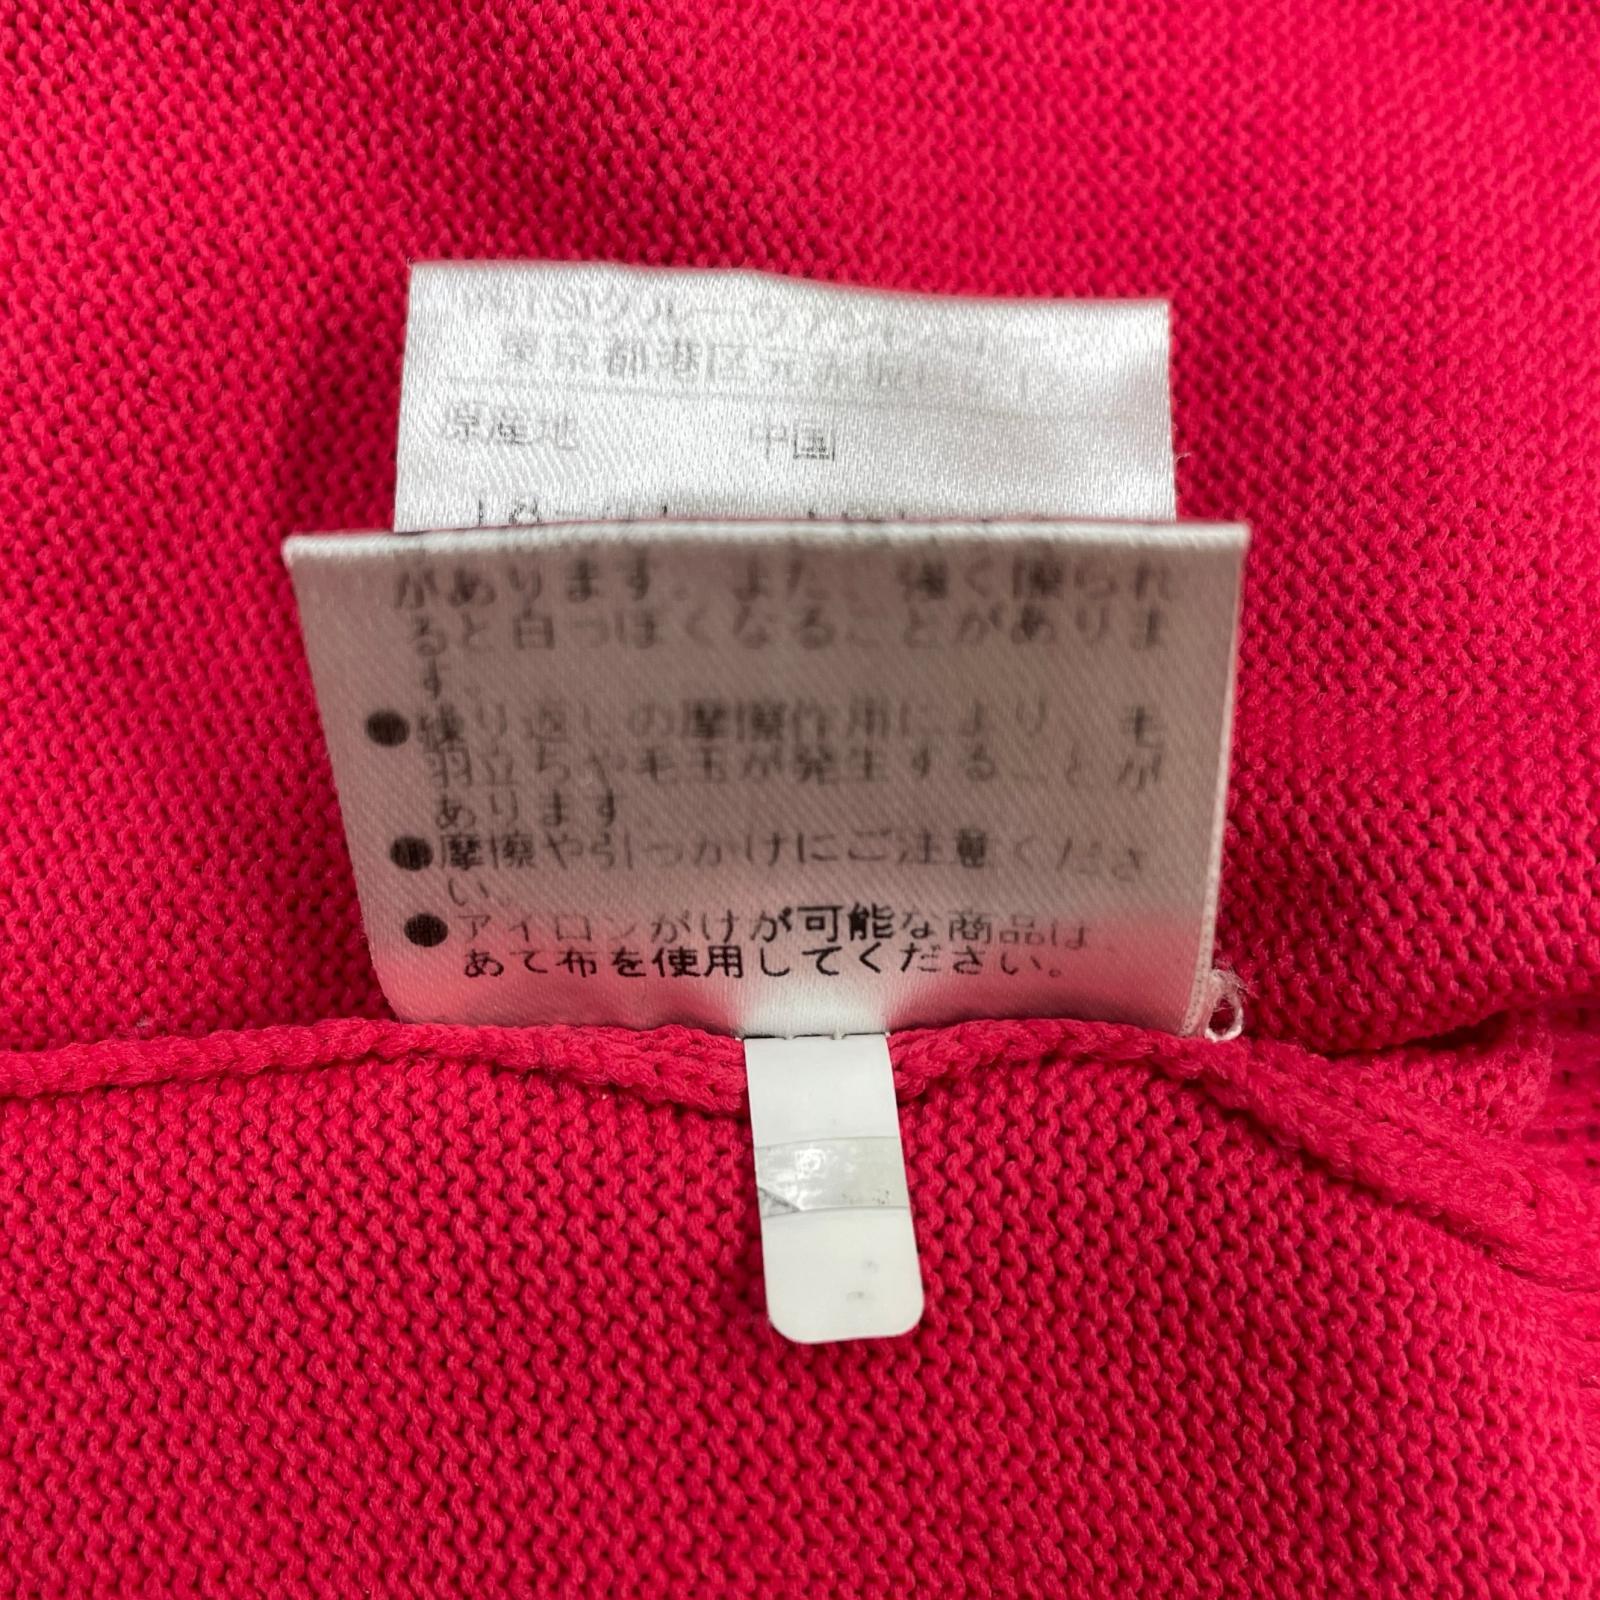 東京都港区元赤坂
原産地 中国
があります。また、強く擦られ
ると白っぽくなることがありま
す。
●繰り返しの摩擦作用により 毛
羽立ちや毛玉が発生することが
あります
●摩擦や引っかけにご注意くださ
い。
●アイロンがけが可能な商品は
あて布を使用してください。